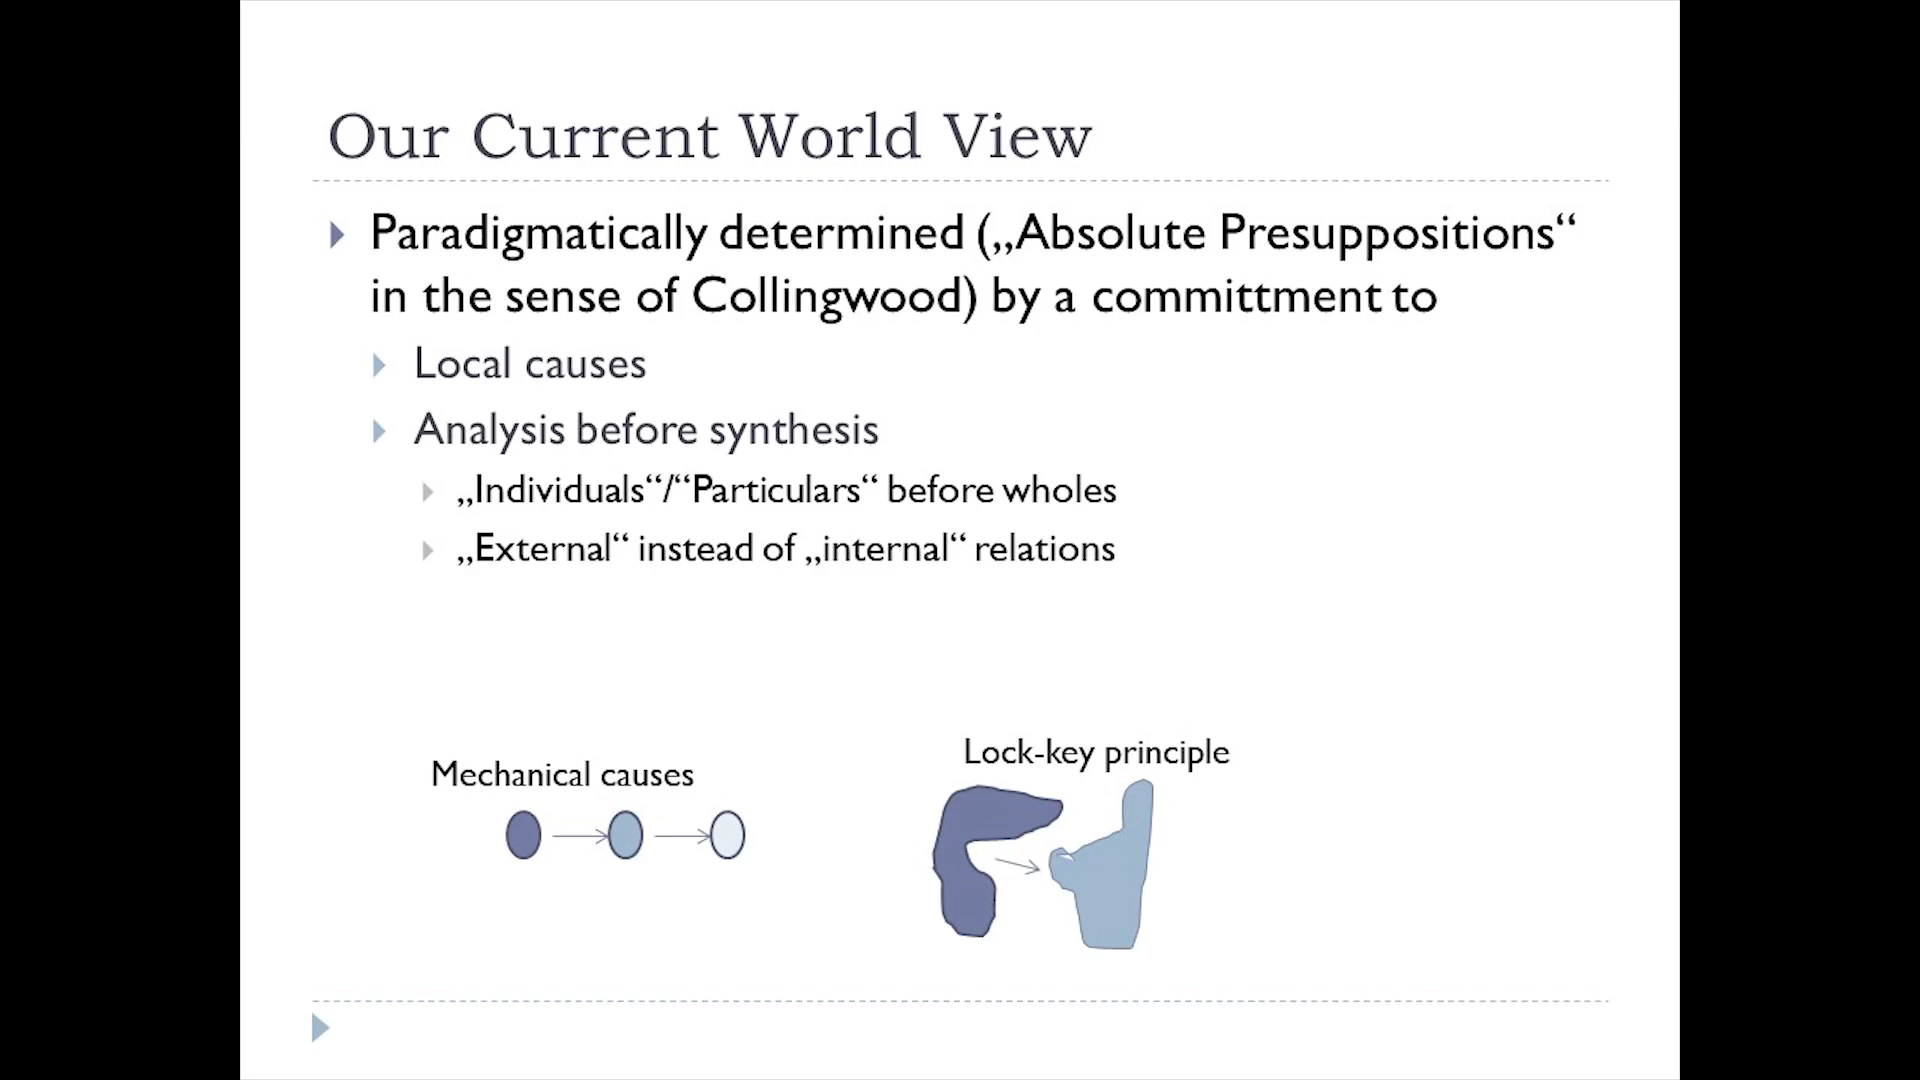 Our Current World View
Paradigmatically determined („Absolute Presuppositions“
in the sense of Collingwood) by a committment to
Local causes
Analysis before synthesis
„Individuals“/“Particulars“ before wholes
„External“ instead of „internal“ relations
Mechanical causes
Lock-key principle